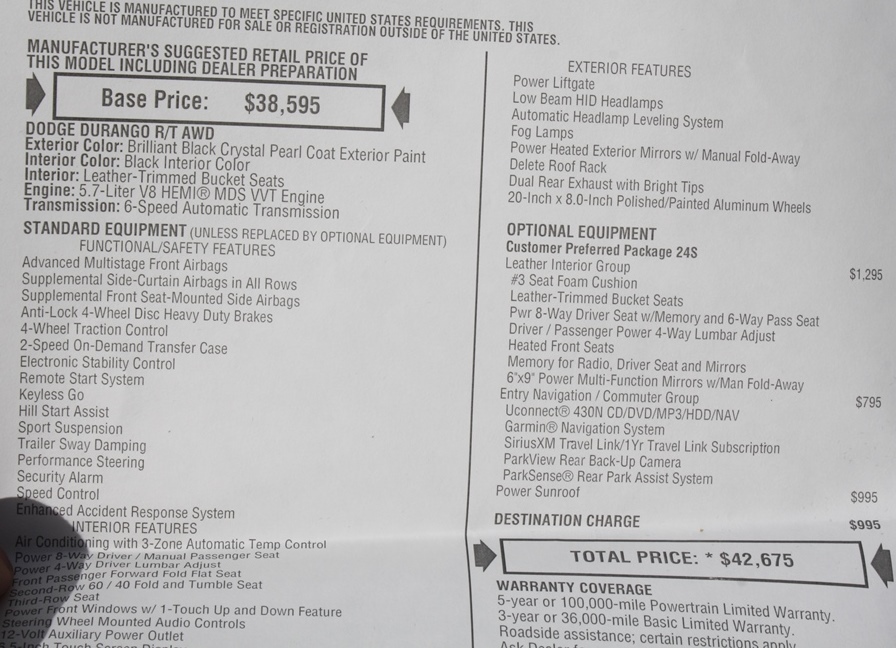 THIS VEHICLE IS MANUFACTURED TO MEET SPECIFIC UNITED STATES REQUIREMENTS. THIS
VEHICLE IS NOT MANUFACTURED FOR SALE OR REGISTRATION OUTSIDE OF THE UNITED STATES.
MANUFACTURER'S SUGGESTED RETAIL PRICE OF
THIS MODEL INCLUDING DEALER PREPARATION
Base Price: $38,595
DODGE DURANGO R/T AWD
Exterior Color: Brilliant Black Crystal Pearl Coat Exterior Paint
Interior Color: Black Interior Color
Interior: Leather-Trimmed Bucket Seats
Engine: 5.7-Liter V8 HEMI® MDS VVT Engine
Transmission: 6-Speed Automatic Transmission
STANDARD EQUIPMENT (UNLESS REPLACED BY OPTIONAL EQUIPMENT)
FUNCTIONAL/SAFETY FEATURES
Advanced Multistage Front Airbags
Supplemental Side-Curtain Airbags in All Rows
Supplemental Front Seat-Mounted Side Airbags
Anti-Lock 4-Wheel Disc Heavy Duty Brakes
4-Wheel Traction Control
2-Speed On-Demand Transfer Case
Electronic Stability Control
Remote Start System
Keyless Go
Hill Start Assist
Sport Suspension
Trailer Sway Damping
Performance Steering
Security Alarm
Speed Control
Enhanced Accident Response System
INTERIOR FEATURES
Air Conditioning with 3-Zone Automatic Temp Control
Power 8-Way Driver / Manual Passenger Seat
Power 4-Way Driver Lumbar Adjust
Front Passenger Forward Fold Flat Seat
Second-Row 60 / 40 Fold and Tumble Seat
Third-Row Seat
Power Front Windows w/ 1-Touch Up and Down Feature
Steering Wheel Mounted Audio Controls
12-Volt Auxiliary Power Outlet
Touch Screen
EXTERIOR FEATURES
Power Liftgate
Low Beam HID Headlamps
Automatic Headlamp Leveling System
Fog Lamps
Power Heated Exterior Mirrors w/ Manual Fold-Away
Delete Roof Rack
Dual Rear Exhaust with Bright Tips
20-Inch x 8.0-Inch Polished/Painted Aluminum Wheels
OPTIONAL EQUIPMENT
Customer Preferred Package 24S
Leather Interior Group $1,295
#3 Seat Foam Cushion
Leather-Trimmed Bucket Seats
Pwr 8-Way Driver Seat w/Memory and 6-Way Pass Seat
Driver / Passenger Power 4-Way Lumbar Adjust
Heated Front Seats
Memory for Radio, Driver Seat and Mirrors
6"x9" Power Multi-Function Mirrors w/Man Fold-Away
Entry Navigation / Commuter Group $795
Uconnect® 430N CD/DVD/MP3/HDD/NAV
Garmin® Navigation System
SiriusXM Travel Link/1Yr Travel Link Subscription
ParkView Rear Back-Up Camera
ParkSense® Rear Park Assist System
Power Sunroof $995
DESTINATION CHARGE $995
TOTAL PRICE: * $42,675
WARRANTY COVERAGE
5-year or 100,000-mile Powertrain Limited Warranty.
3-year or 36,000-mile Basic Limited Warranty.
Roadside assistance; certain restrictions apply.
Ask Dealer